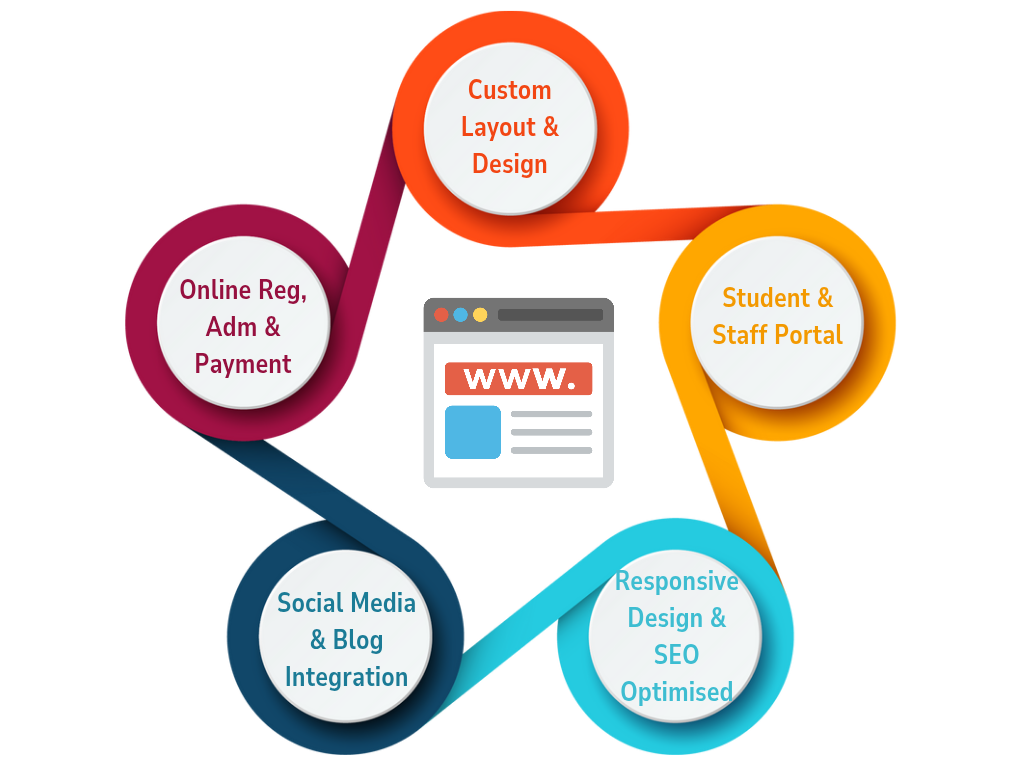 Custom
Layout &
Design
Online Reg,
Adm &
Payment
Student &
Staff Portal
www.
Social Media
& Blog
Integration
Responsive
Design &
SEO
Optimised